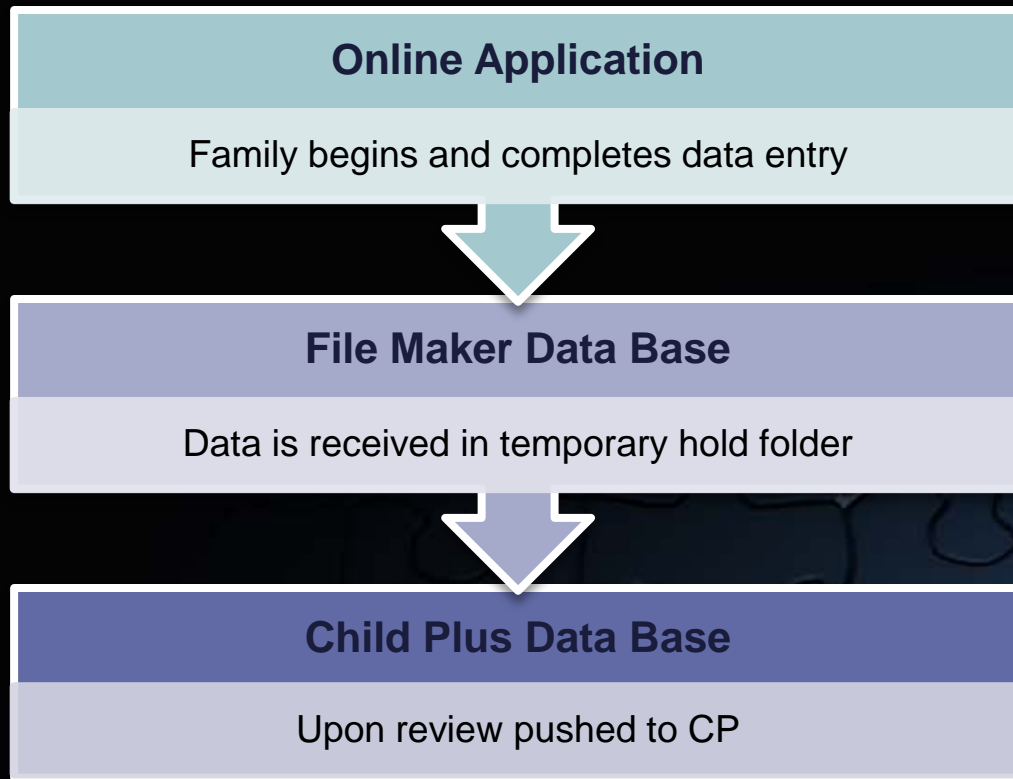 Online Application
Family begins and completes data entry
File Maker Data Base
Data is received in temporary hold folder
Child Plus Data Base
Upon review pushed to CP